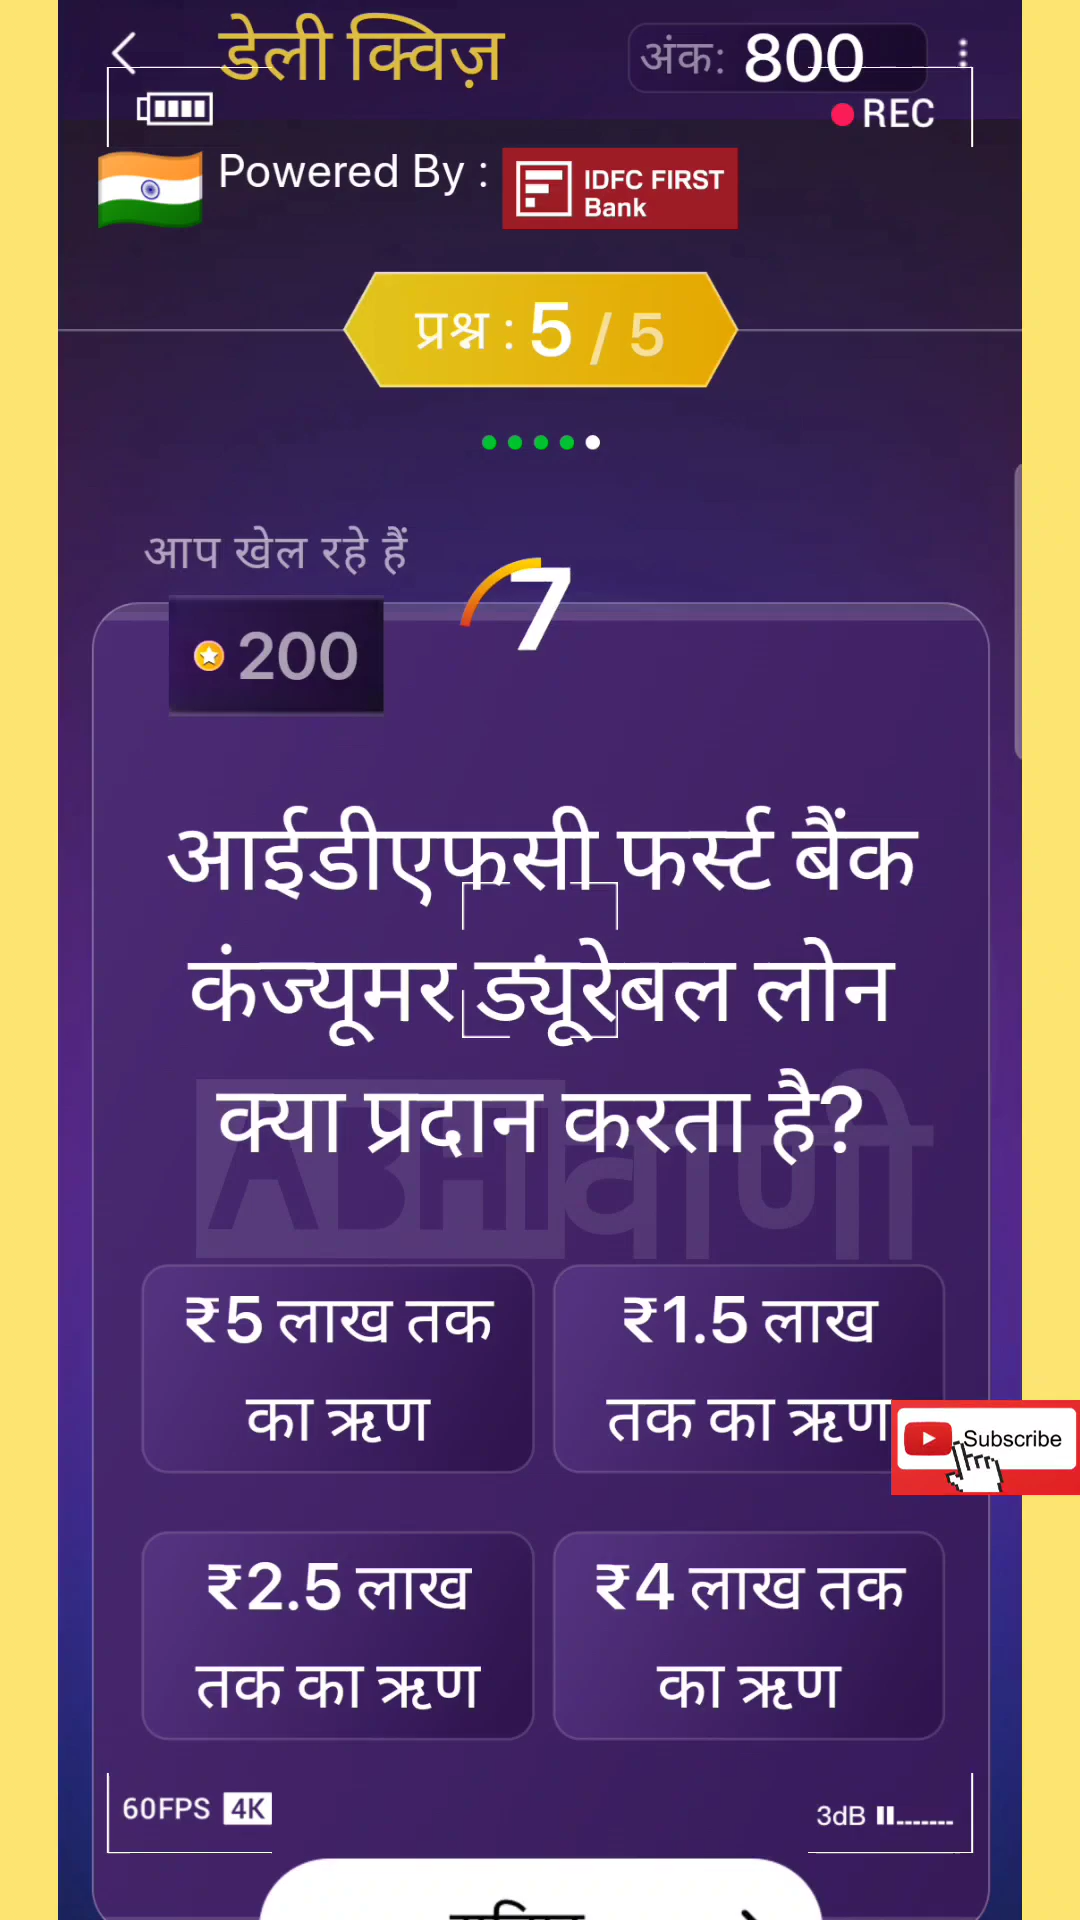 डेली क्विज़
अंक: 800
REC
Powered By :
IDFC FIRST
Bank
प्रश्न : 5 / 5
आप खेल रहे हैं
7
200
आईडीएफसी फर्स्ट बैंक
कंज्यूमर ड्यूंरेबल लोन
क्या प्रदान करता है?
ABHIवाणी
₹5 लाख तक
का ऋण
₹1.5 लाख
तक का ऋण
Subscribe
₹2.5 लाख
तक का ऋण
₹4 लाख तक
का ऋण
60FPS 4K
3dB